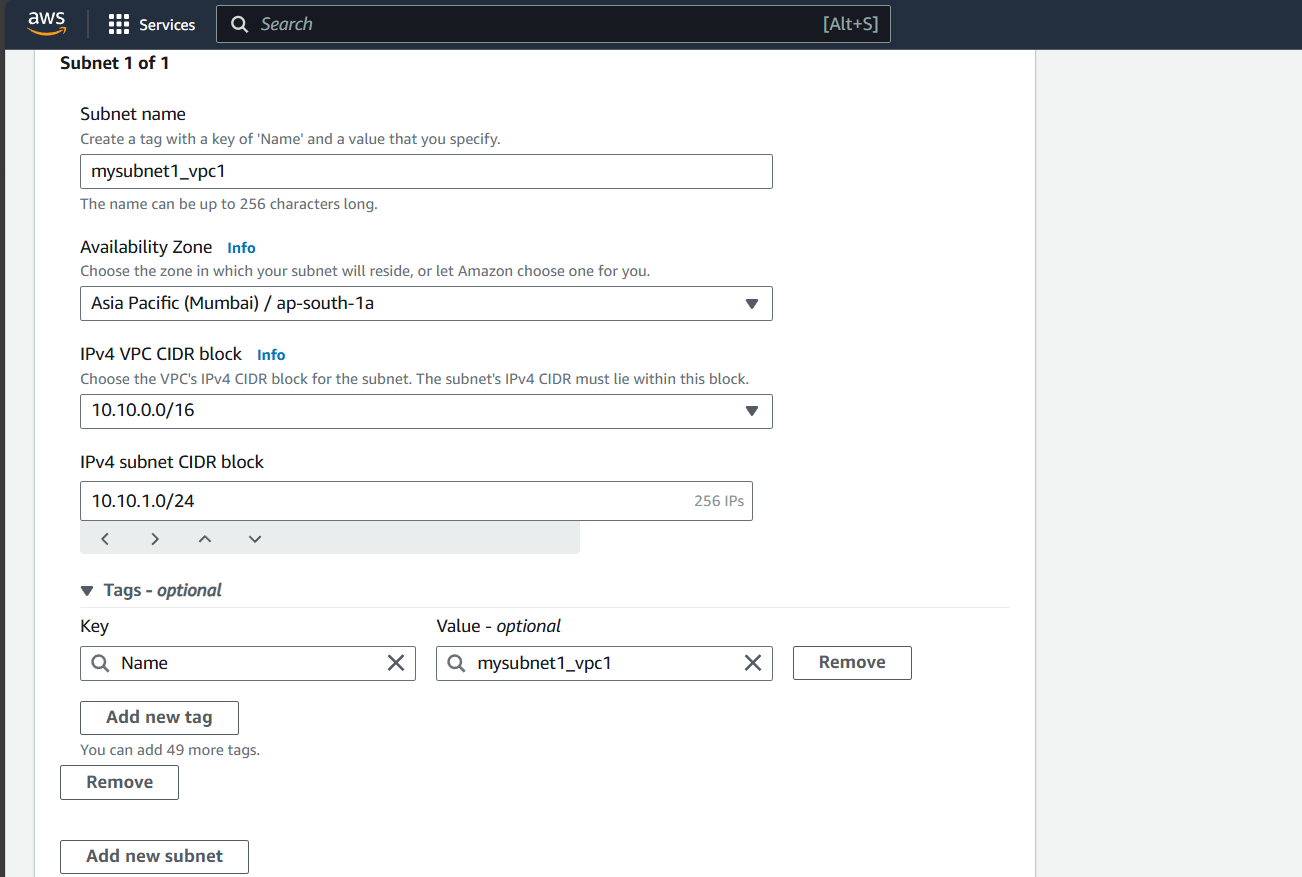 aws Services Search [Alt+S]
Subnet 1 of 1
Subnet name
Create a tag with a key of 'Name' and a value that you specify.
mysubnet1_vpc1
The name can be up to 256 characters long.
Availability Zone Info
Choose the zone in which your subnet will reside, or let Amazon choose one for you.
Asia Pacific (Mumbai) / ap-south-1a
IPv4 VPC CIDR block Info
Choose the VPC's IPv4 CIDR block for the subnet. The subnet's IPv4 CIDR must lie within this block.
10.10.0.0/16
IPv4 subnet CIDR block
10.10.1.0/24 256 IPs
Tags - optional
Key Value - optional
Name mysubnet1_vpc1 Remove
Add new tag
You can add 49 more tags.
Remove
Add new subnet